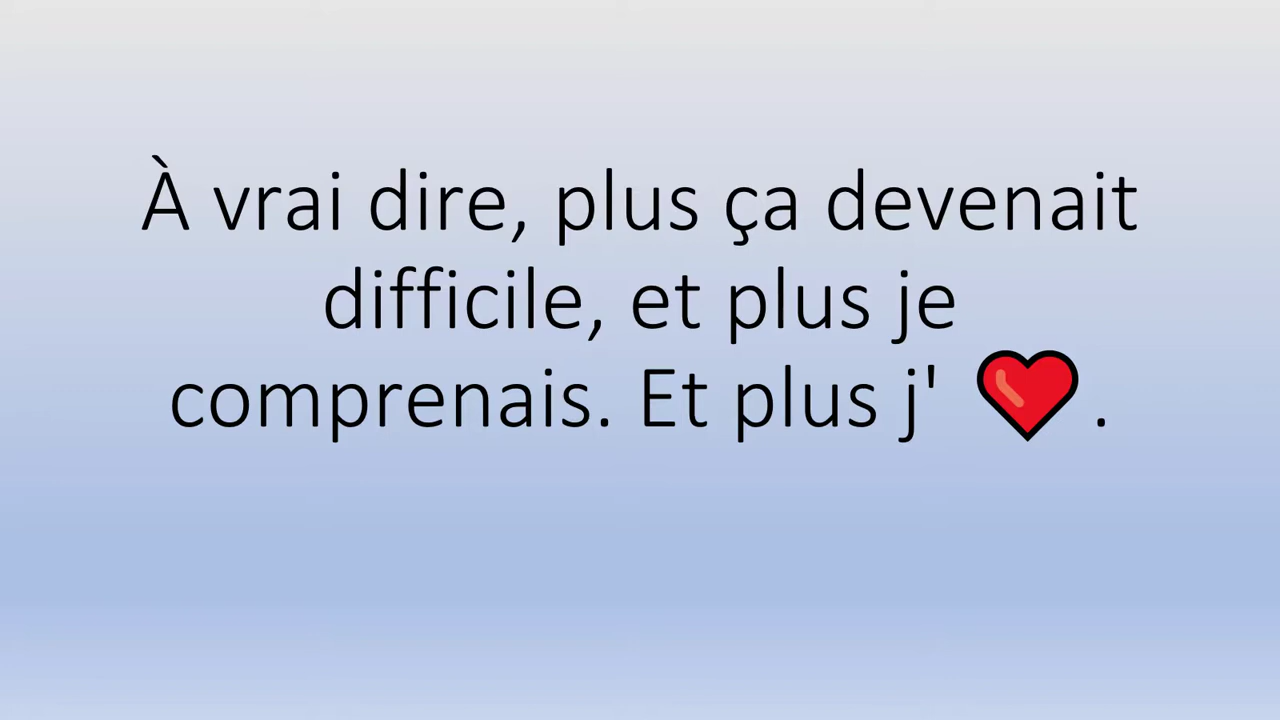 À vrai dire, plus ça devenait
difficile, et plus je
comprenais. Et plus j' ❤️.